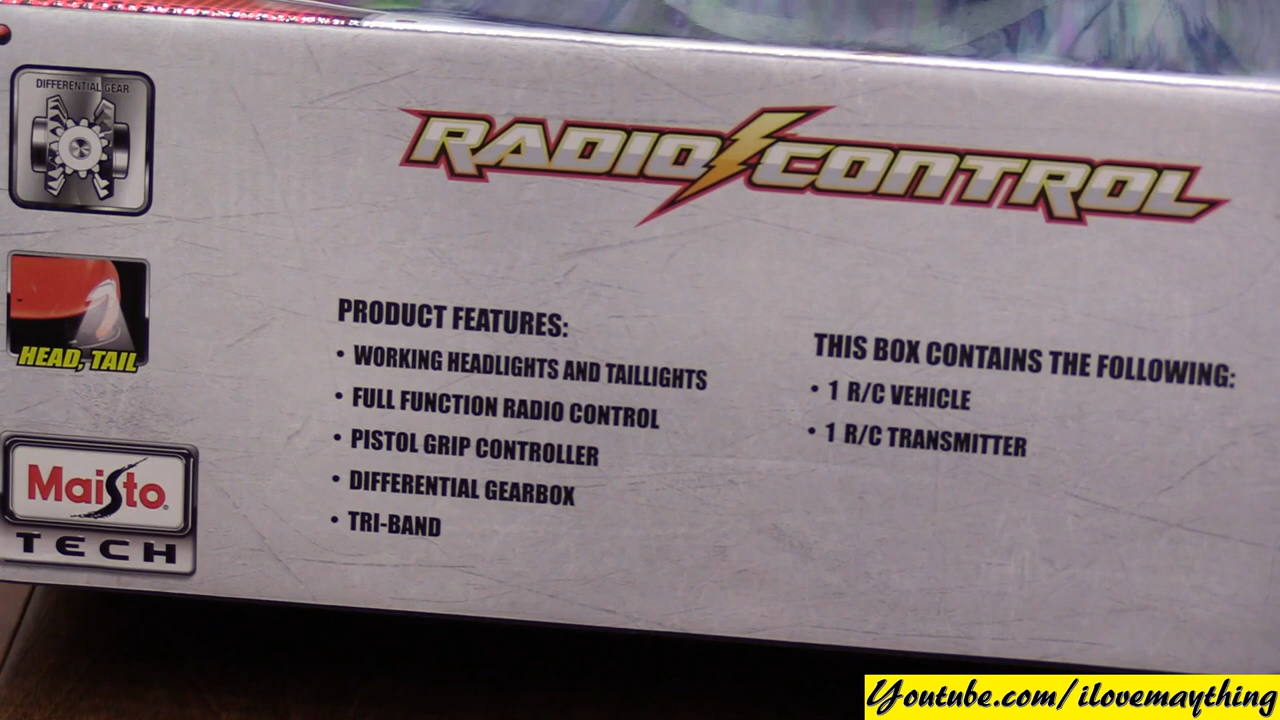 DIFFERENTIAL GEAR
RADIO CONTROL
HEAD, TAIL
Maisto
TECH
PRODUCT FEATURES:
• WORKING HEADLIGHTS AND TAILLIGHTS
• FULL FUNCTION RADIO CONTROL
• PISTOL GRIP CONTROLLER
• DIFFERENTIAL GEARBOX
• TRI-BAND
THIS BOX CONTAINS THE FOLLOWING:
• 1 R/C VEHICLE
• 1 R/C TRANSMITTER
Youtube.com/ilovemaything